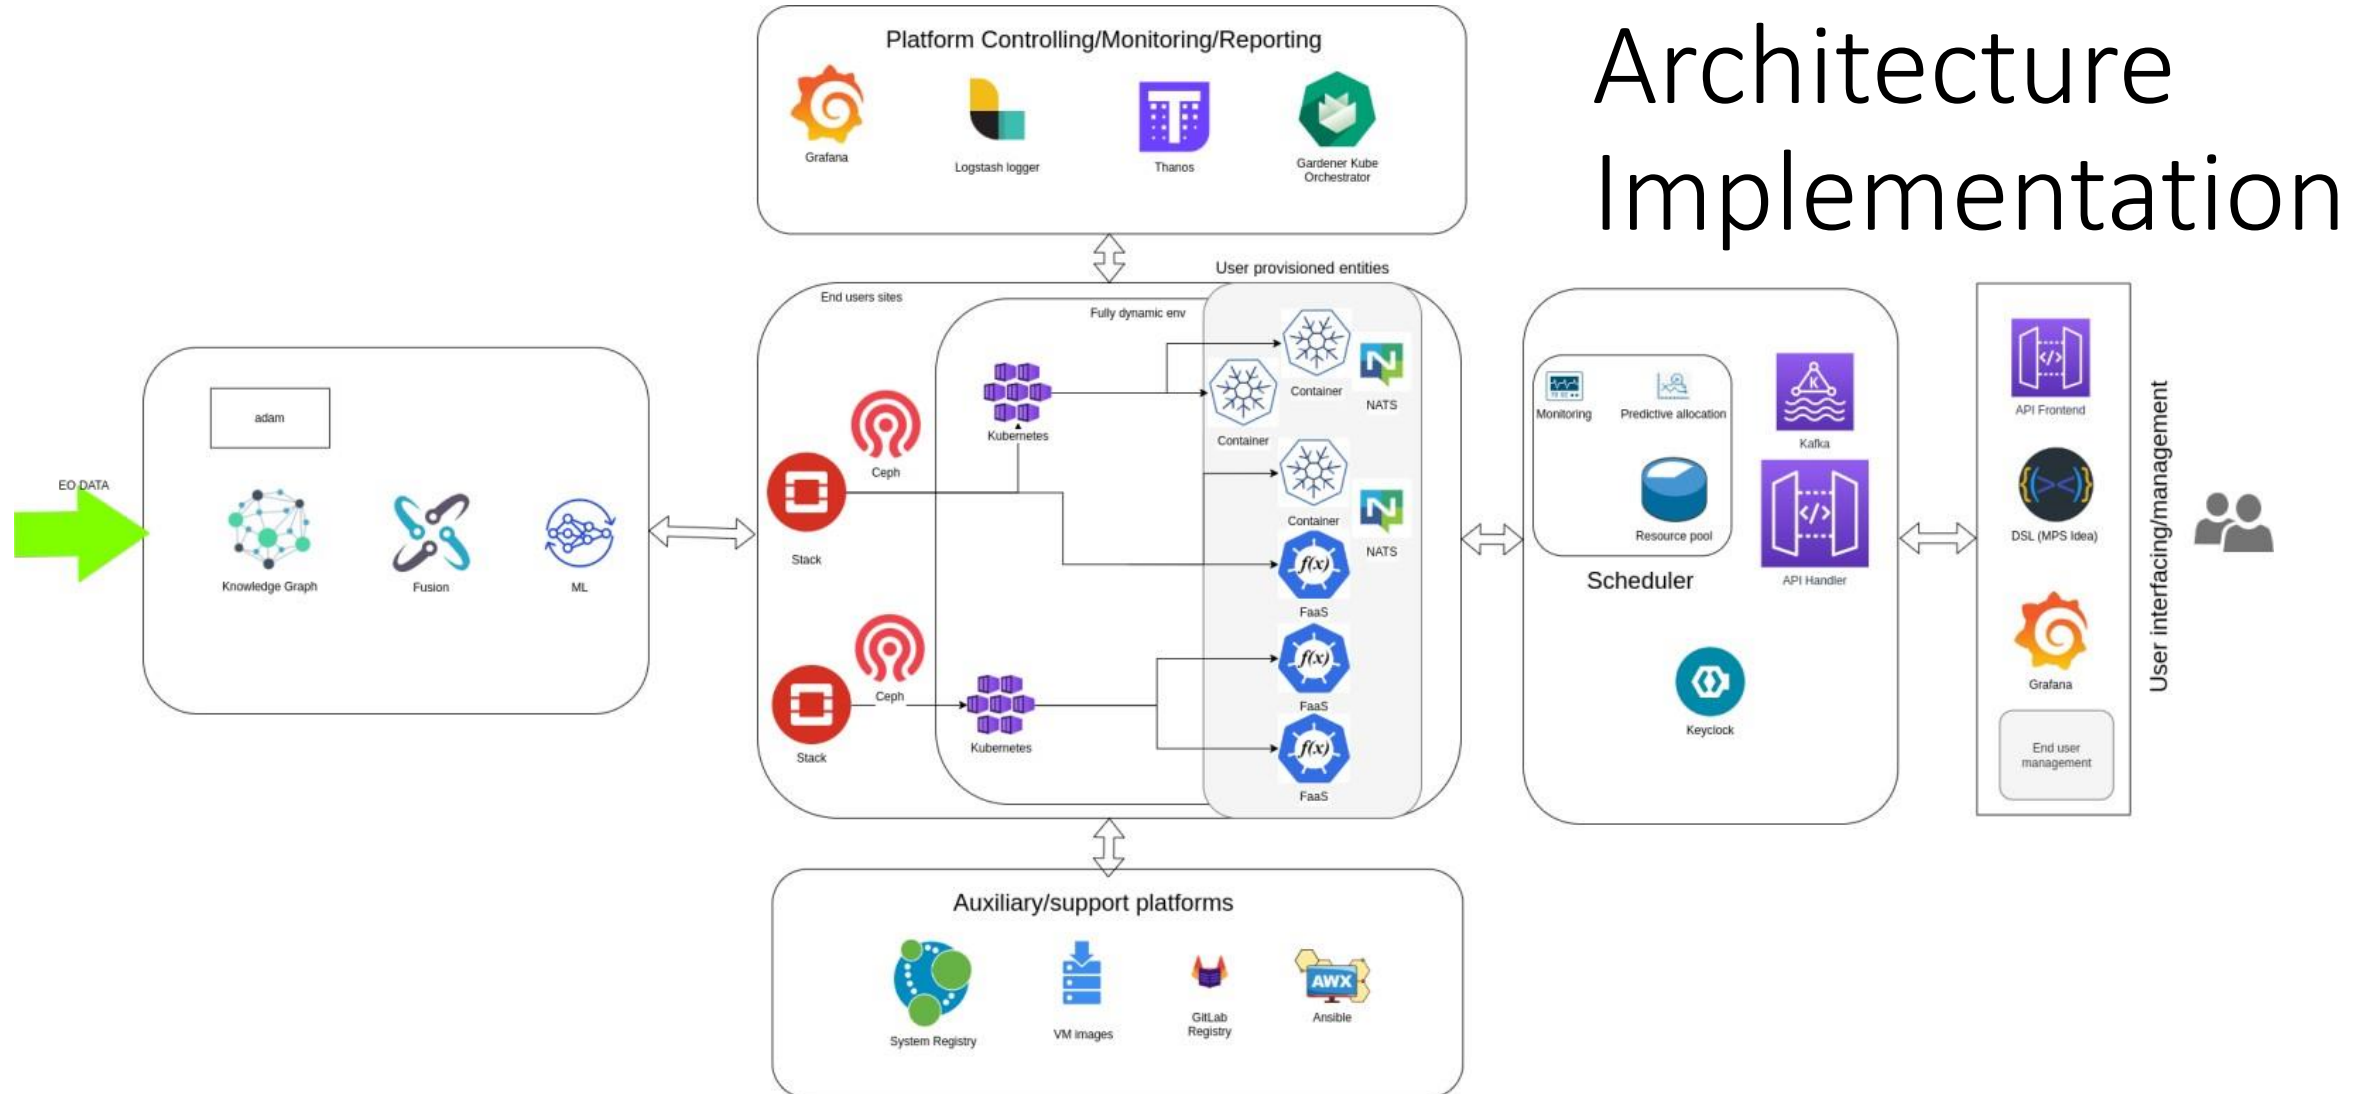 Architecture
Implementation
Platform Controlling/Monitoring/Reporting
Grafana
Logstash logger
Thanos
Gardener Kube
Orchestrator
EO DATA
adam
Knowledge Graph
Fusion
ML
End users sites
User provisioned entities
Fully dynamic env
Stack
Ceph
Kubernetes
Container
Container
NATS
Container
NATS
FaaS
Stack
Ceph
Kubernetes
FaaS
FaaS
f(x)
f(x)
f(x)
Monitoring
Predictive allocation
Resource pool
Scheduler
K
Kafka
</>
API Handler
Keyclock
</>
API Frontend
{(><)}
DSL (MPS Idea)
Grafana
End user
management
User interfacing/management
Auxiliary/support platforms
System Registry
VM images
GitLab
Registry
AWX
Ansible